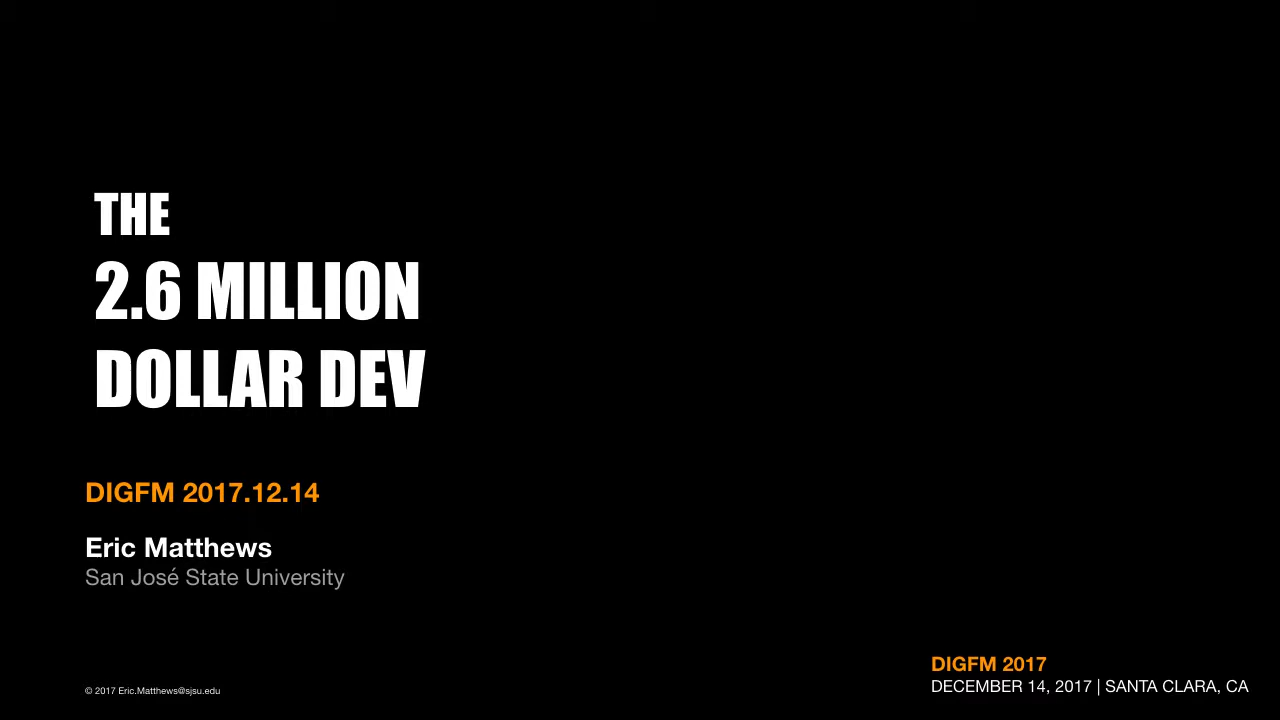 THE
2.6 MILLION
DOLLAR DEV
DIGFM 2017.12.14
Eric Matthews
San José State University
© 2017 Eric.Matthews@sjsu.edu
DIGFM 2017
DECEMBER 14, 2017 | SANTA CLARA, CA